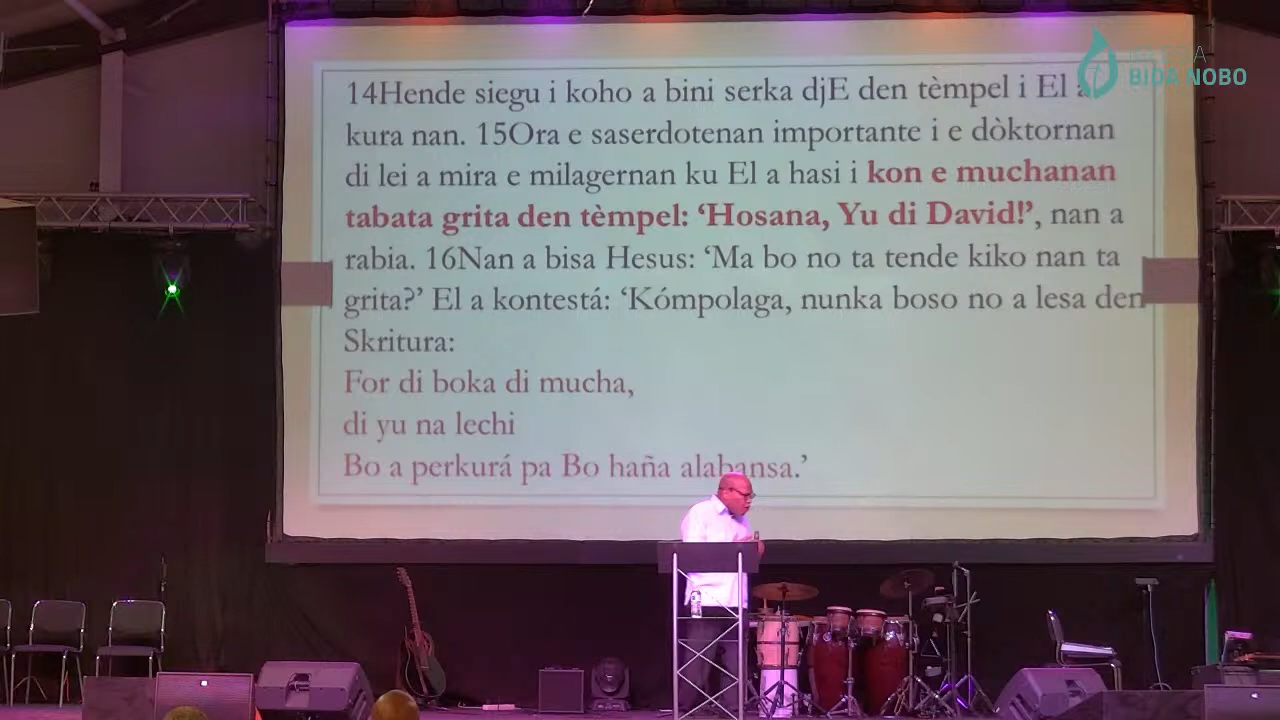 14Hende siegu i koho a bini serka djE den tèmpel i El a
kura nan. 15Ora e saserdotenan importante i e dòktornan
di lei a mira e milagernan ku El a hasi i kon e muchanan
tabata grita den tèmpel: ‘Hosana, Yu di David!’, nan a
rabia. 16Nan a bisa Hesus: ‘Ma bo no ta tende kiko nan ta
grita?’ El a kontestá: ‘Kómpolaga, nunka boso no a lesa den
Skritura:
For di boka di mucha,
di yu na lechi
Bo a perkurá pa Bo haña alabansa.’
BIDA NOBO